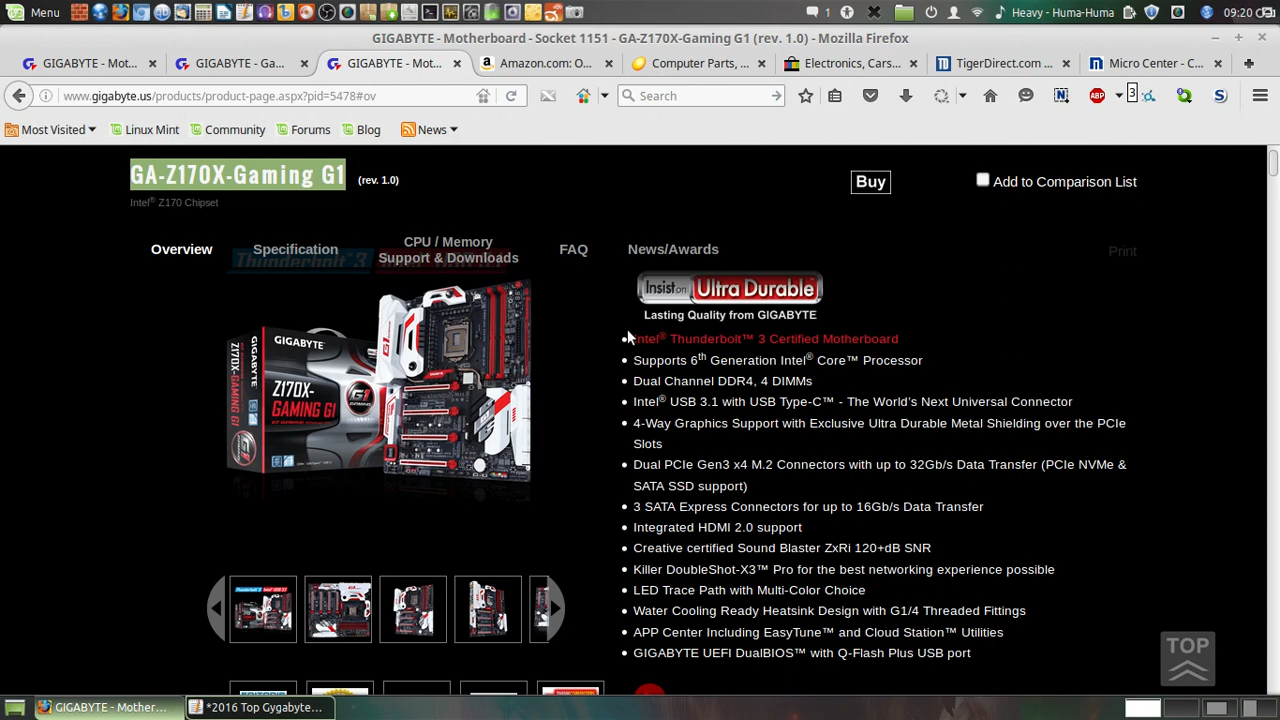 Menu
1
Heavy - Huma-Huma
09:20
GIGABYTE - Motherboard - Socket 1151 - GA-Z170X-Gaming G1 (rev. 1.0) - Mozilla Firefox
GIGABYTE - Mot...
GIGABYTE - Ga...
GIGABYTE - Mot...
Amazon.com: O...
Computer Parts, ...
Electronics, Cars...
TigerDirect.com ...
Micro Center - C...
www.gigabyte.us/products/product-page.aspx?pid=5478#ov
Search
ABP
3
Most Visited
Linux Mint
Community
Forums
Blog
News
GA-Z170X-Gaming G1 (rev. 1.0)
Buy
Add to Comparison List
Intel® Z170 Chipset
Overview
Specification
CPU / Memory
Support & Downloads
FAQ
News/Awards
Print
Thunderbolt 3
Insist on Ultra Durable
Lasting Quality from GIGABYTE
GIGABYTE
Z170X-
GAMING G1
G1
Intel® Thunderbolt™ 3 Certified Motherboard
Supports 6th Generation Intel® Core™ Processor
Dual Channel DDR4, 4 DIMMs
Intel® USB 3.1 with USB Type-C™ - The World's Next Universal Connector
4-Way Graphics Support with Exclusive Ultra Durable Metal Shielding over the PCIe
Slots
Dual PCIe Gen3 x4 M.2 Connectors with up to 32Gb/s Data Transfer (PCIe NVMe &
SATA SSD support)
3 SATA Express Connectors for up to 16Gb/s Data Transfer
Integrated HDMI 2.0 support
Creative certified Sound Blaster ZxRi 120+dB SNR
Killer DoubleShot-X3™ Pro for the best networking experience possible
LED Trace Path with Multi-Color Choice
Water Cooling Ready Heatsink Design with G1/4 Threaded Fittings
APP Center Including EasyTune™ and Cloud Station™ Utilities
GIGABYTE UEFI DualBIOS™ with Q-Flash Plus USB port
TOP
GIGABYTE - Mother...
*2016 Top Gygabyte...